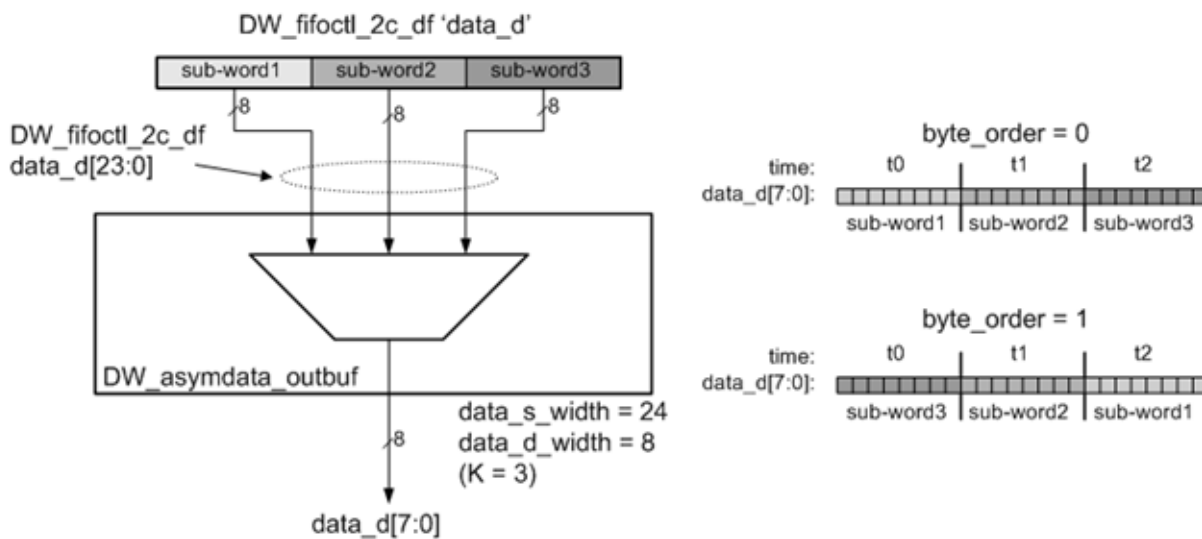 DW_fifoctl_2c_df ‘data_d’
sub-word1 sub-word2 sub-word3
8 8 8
DW_fifoctl_2c_df
data_d[23:0]
DW_asymdata_outbuf
data_s_width = 24
data_d_width = 8
(K = 3)
8
data_d[7:0]
byte_order = 0
time: t0 t1 t2
data_d[7:0]:
sub-word1 sub-word2 sub-word3
byte_order = 1
time: t0 t1 t2
data_d[7:0]:
sub-word3 sub-word2 sub-word1